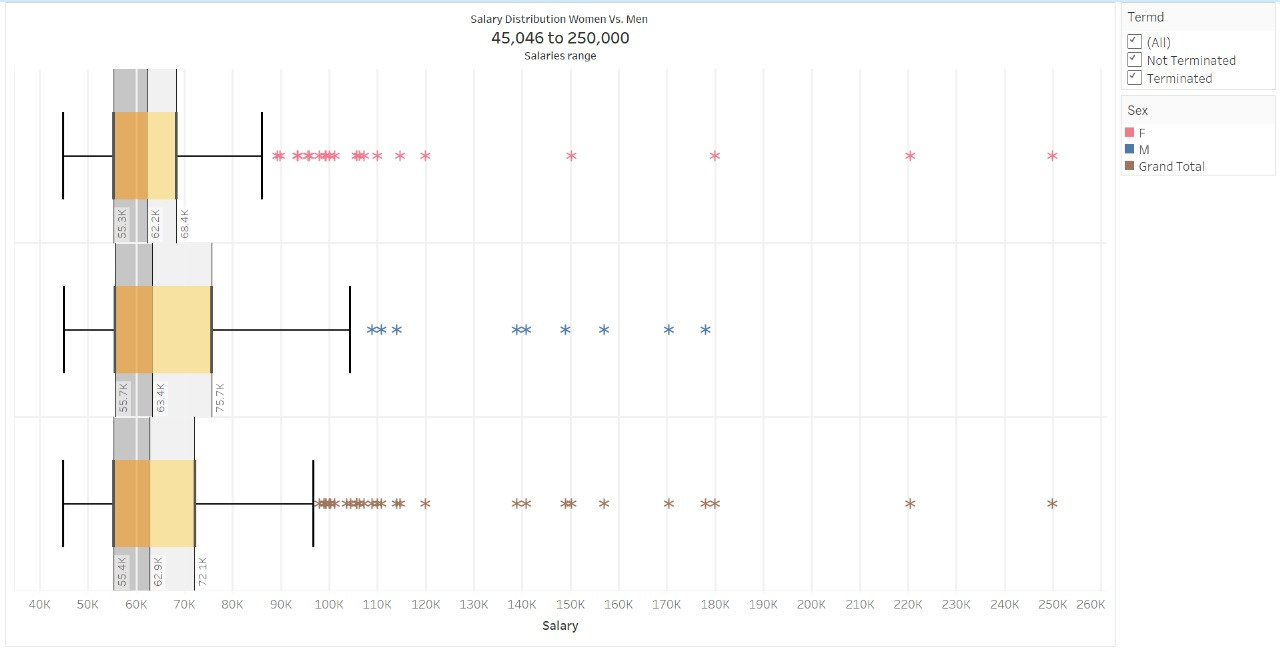 Salary Distribution Women Vs. Men
45,046 to 250,000
Salaries range
Termd
(All)
Not Terminated
Terminated
Sex
F
M
Grand Total
55.3K
62.2K
68.4K
55.7K
63.4K
75.7K
55.4K
62.9K
72.1K
40K 50K 60K 70K 80K 90K 100K 110K 120K 130K 140K 150K 160K 170K 180K 190K 200K 210K 220K 230K 240K 250K 260K
Salary